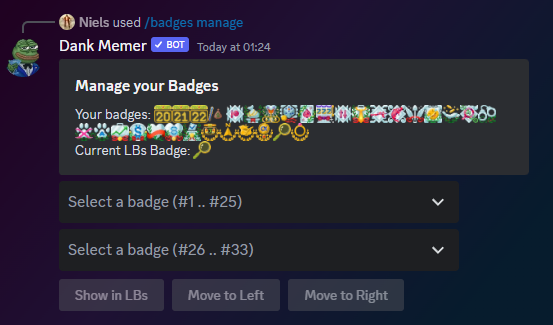 Niels used /badges manage
Dank Memer ✓ BOT Today at 01:24
Manage your Badges
Your badges: 20 21 22
Current LBs Badge:
Select a badge (#1 .. #25)
Select a badge (#26 .. #33)
Show in LBs Move to Left Move to Right